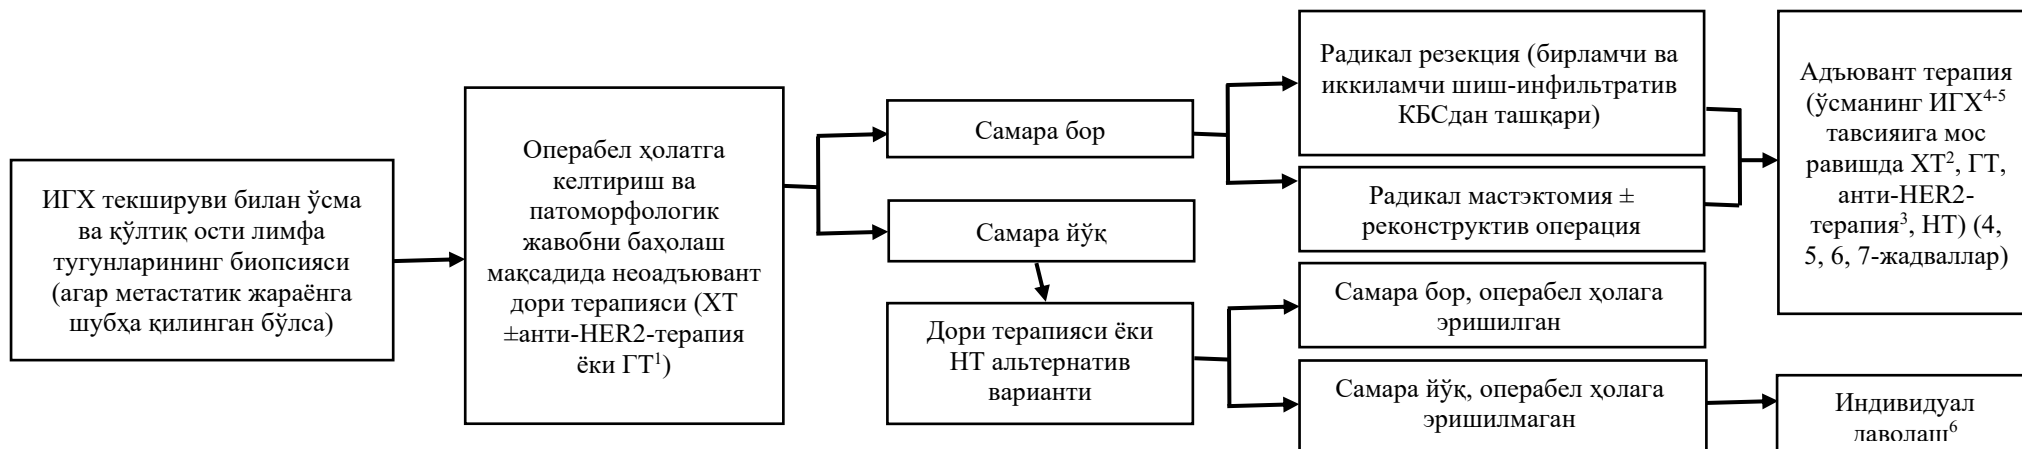 ИГХ текшируви билан ўсма
ва қўлтиқ ости лимфа
тугунларининг биопсияси
(агар метастатик жараёнга
шубҳа қилинган бўлса)
Операбел ҳолатга
келтириш ва
патоморфологик
жавобни баҳолаш
мақсадида неоадъювант
дори терапияси (ХТ
±анти-HER2-терапия
ёки ГТ¹)
Самара бор
Самара йўқ
Дори терапияси ёки
НТ альтернатив
варианти
Радикал резекция (бирламчи ва
иккиламчи шиш-инфильтратив
КБСдан ташқари)
Радикал мастэктомия ±
реконструктив операция
Самара бор, операбел ҳолага
эришилган
Самара йўқ, операбел ҳолага
эришилмаган
Адъювант терапия
(ўсманинг ИГХ⁴⁻⁵
тавсияига мос
равишда ХТ², ГТ,
анти-HER2-
терапия³, НТ) (4,
5, 6, 7-жадваллар)
Индивидуал
даволаш⁶